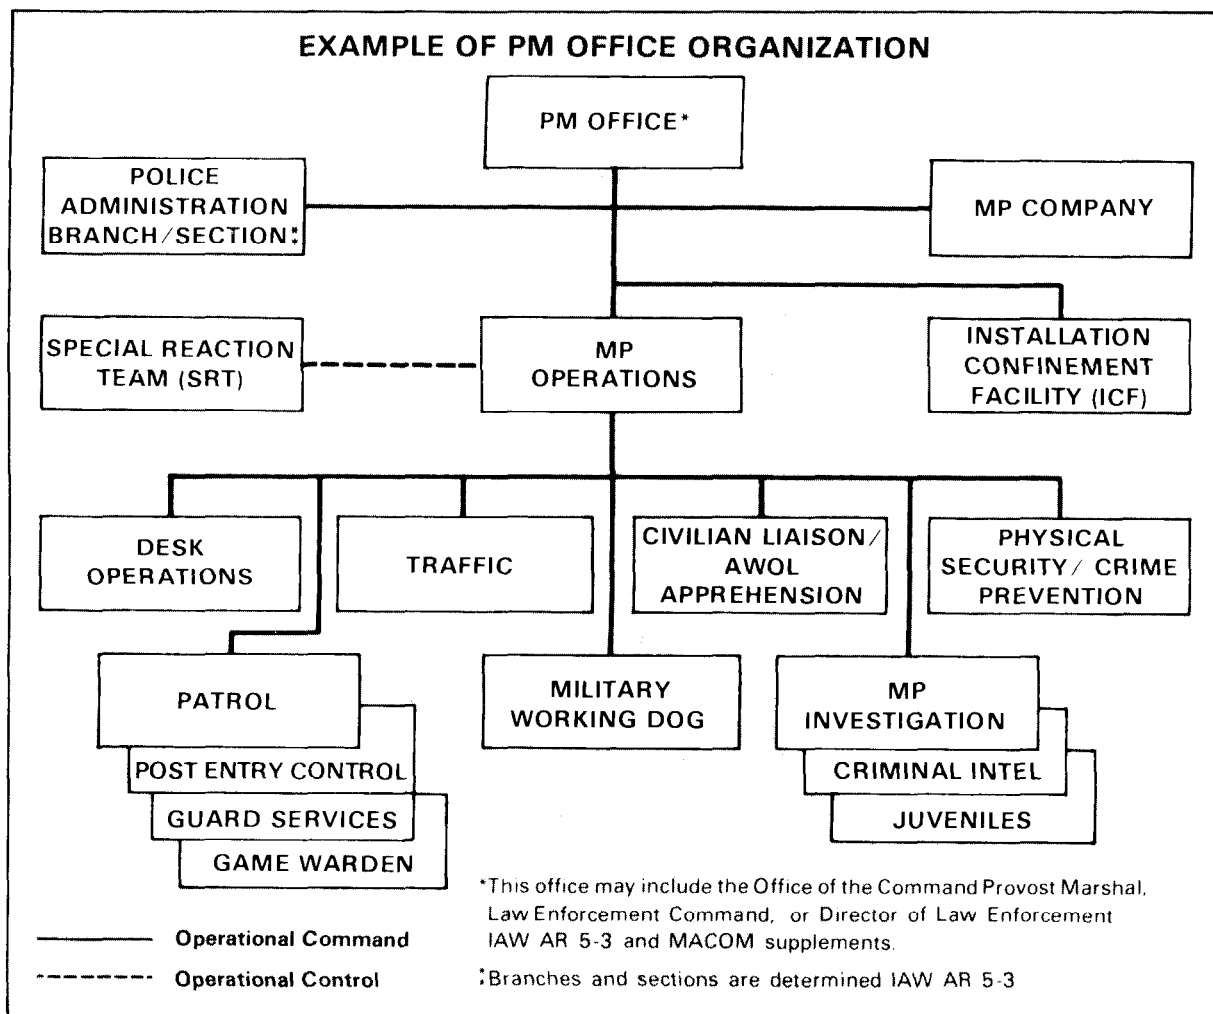 EXAMPLE OF PM OFFICE ORGANIZATION
PM OFFICE*
POLICE
ADMINISTRATION
BRANCH/SECTION:
MP COMPANY
SPECIAL REACTION
TEAM (SRT)
MP
OPERATIONS
INSTALLATION
CONFINEMENT
FACILITY (ICF)
DESK
OPERATIONS
TRAFFIC
CIVILIAN LIAISON/
AWOL
APPREHENSION
PHYSICAL
SECURITY/ CRIME
PREVENTION
PATROL
POST ENTRY CONTROL
GUARD SERVICES
GAME WARDEN
MILITARY
WORKING DOG
MP
INVESTIGATION
CRIMINAL INTEL
JUVENILES
*This office may include the Office of the Command Provost Marshal,
Law Enforcement Command, or Director of Law Enforcement
IAW AR 5-3 and MACOM supplements.
:Branches and sections are determined IAW AR 5-3
Operational Command
Operational Control